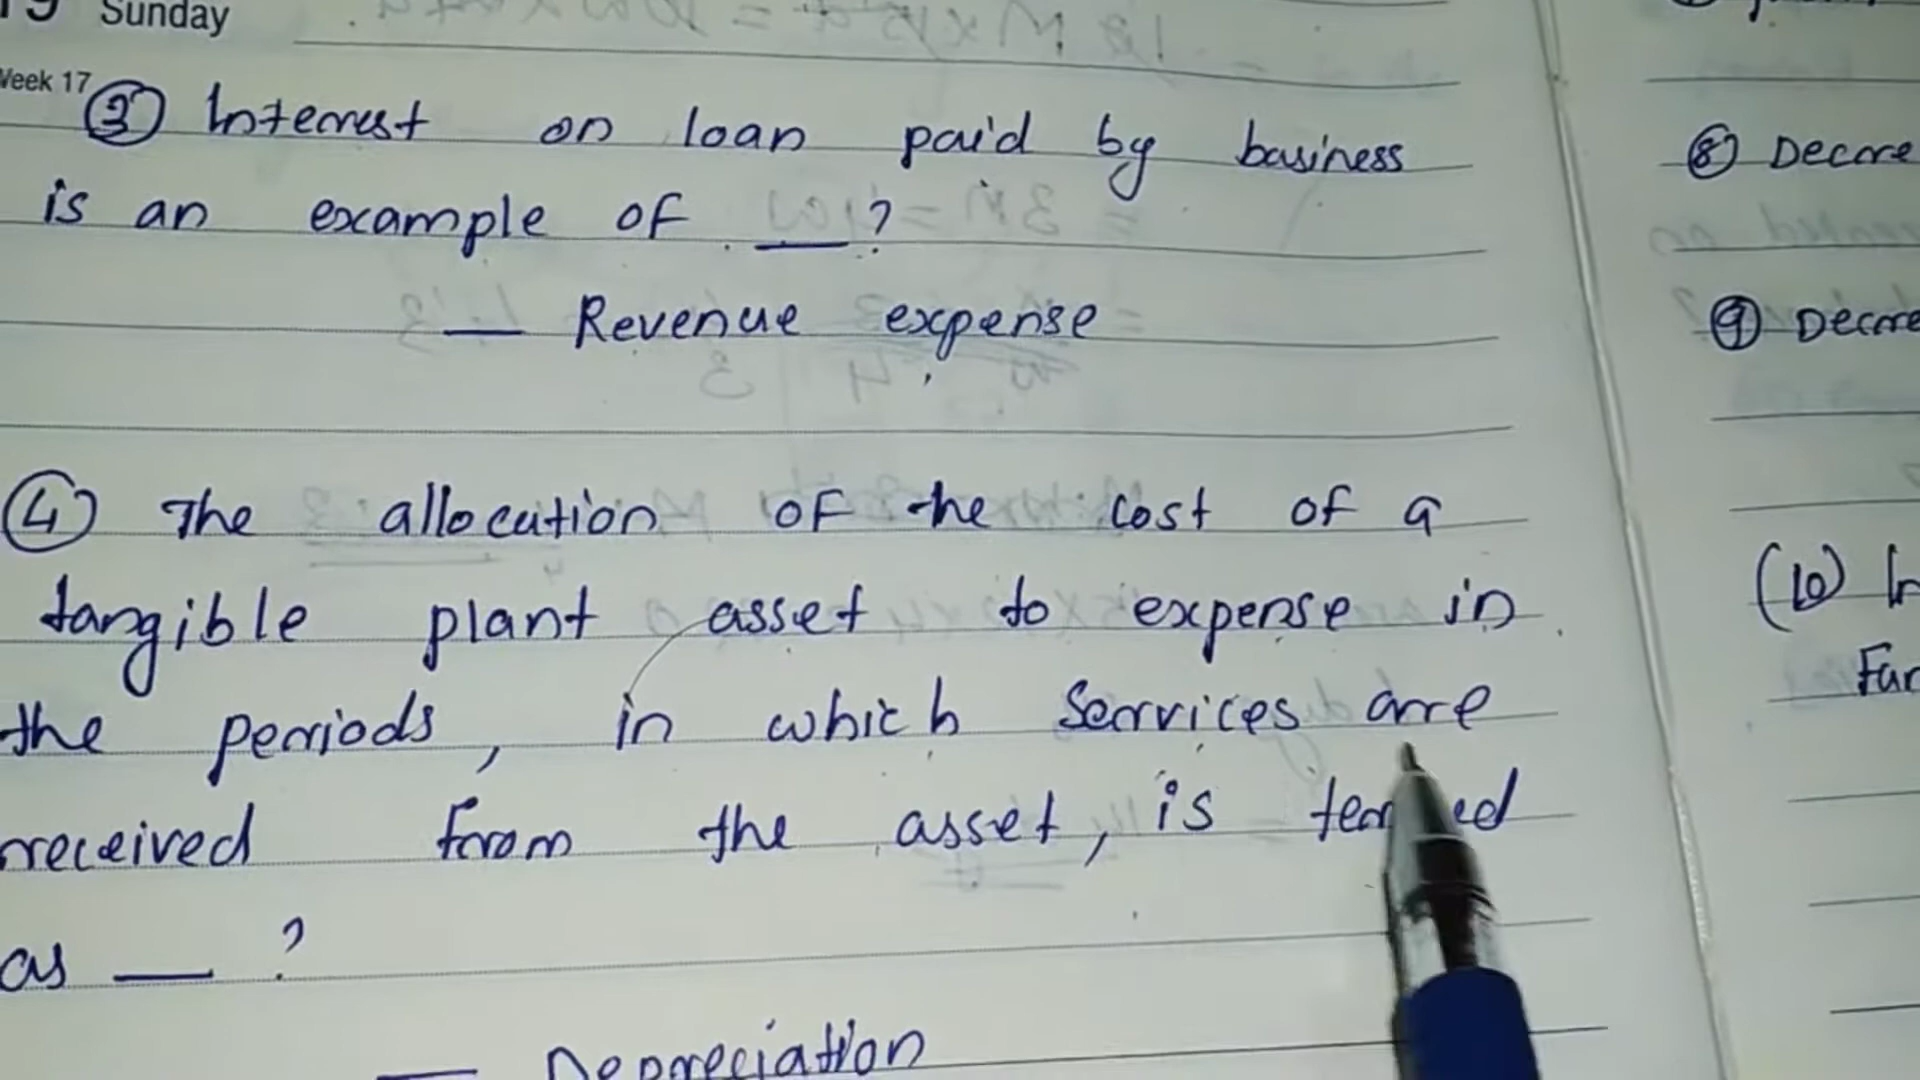 Sunday
Week 17
③ Interest on loan paid by business
is an example of ___?
— Revenue expense
④ The allocation of the cost of a
tangible plant asset to expense in
the periods, in which services are
received from the asset, is termed
as ___ ?
— Depreciation
⑧ Decre
⑨ Decre
(10) In
Fur